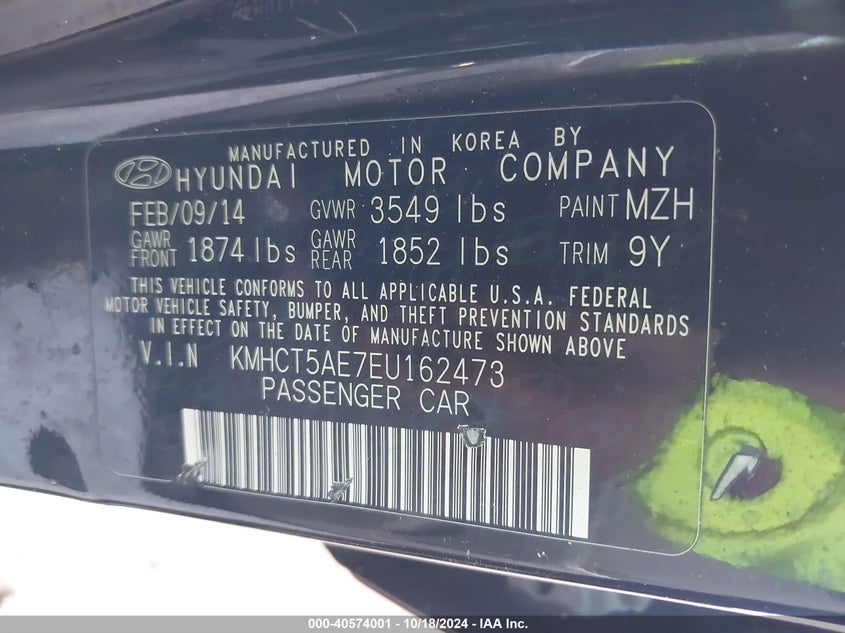 MANUFACTURED IN KOREA BY
HYUNDAI MOTOR COMPANY
FEB/09/14 GVWR 3549 lbs PAINT MZH
GAWR FRONT 1874 lbs GAWR REAR 1852 lbs TRIM 9Y
THIS VEHICLE CONFORMS TO ALL APPLICABLE U.S.A. FEDERAL
MOTOR VEHICLE SAFETY, BUMPER, AND THEFT PREVENTION STANDARDS
IN EFFECT ON THE DATE OF MANUFACTURE SHOWN ABOVE
V.I.N KMHCT5AE7EU162473
PASSENGER CAR
000-40574001 - 10/18/2024 - IAA Inc.